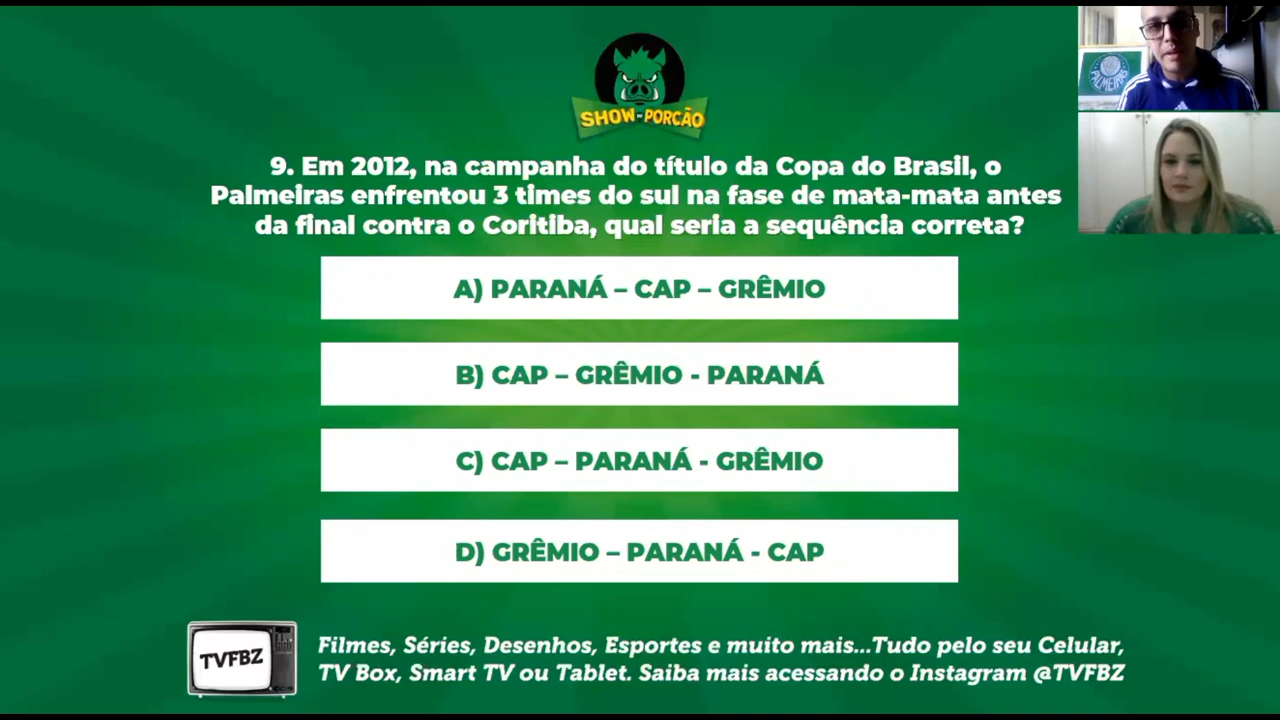 SHOW DO PORCÃO
9. Em 2012, na campanha do título da Copa do Brasil, o
Palmeiras enfrentou 3 times do sul na fase de mata-mata antes
da final contra o Coritiba, qual seria a sequência correta?
A) PARANÁ – CAP – GRÊMIO
B) CAP – GRÊMIO - PARANÁ
C) CAP – PARANÁ - GRÊMIO
D) GRÊMIO – PARANÁ - CAP
TVFBZ
Filmes, Séries, Desenhos, Esportes e muito mais...Tudo pelo seu Celular,
TV Box, Smart TV ou Tablet. Saiba mais acessando o Instagram @TVFBZ
PALMEIRAS